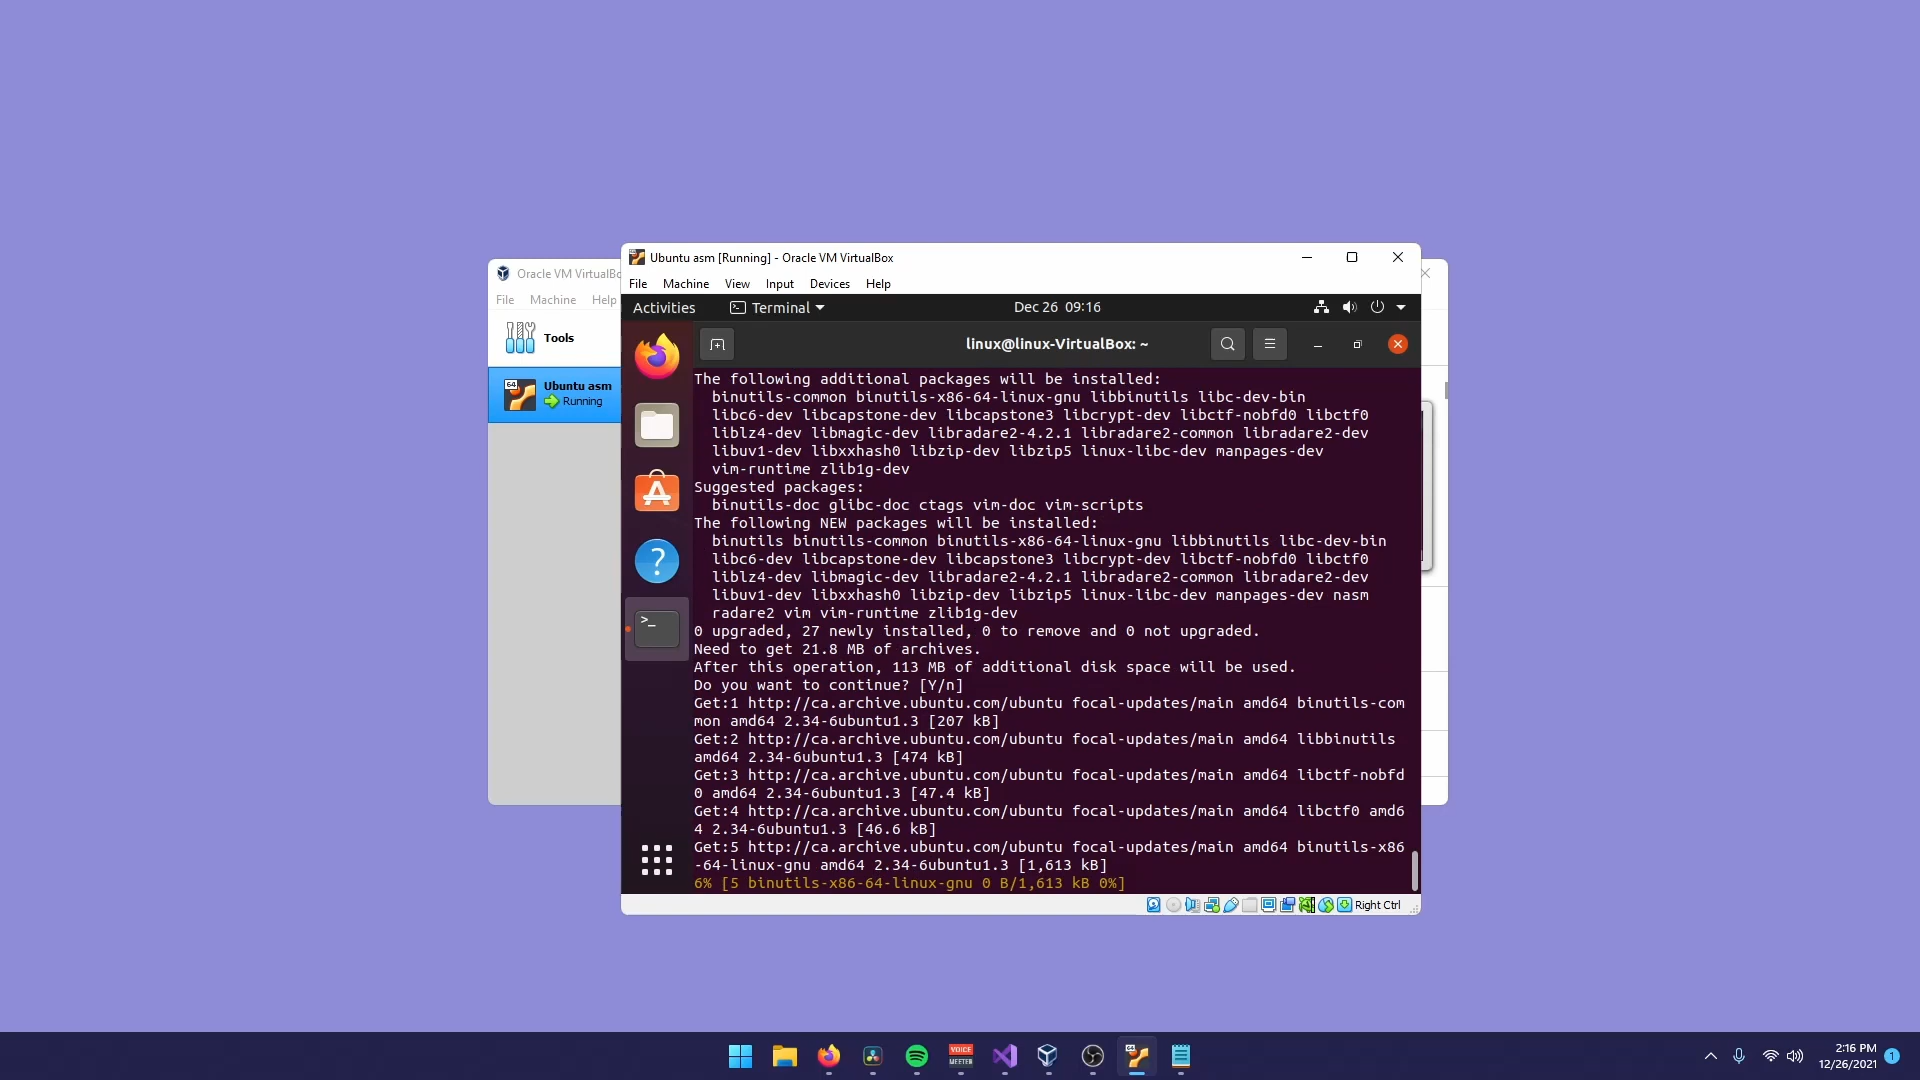 Oracle VM VirtualBo
File Machine Help
Tools
64
Ubuntu asm
Running
Ubuntu asm [Running] - Oracle VM VirtualBox
File Machine View Input Devices Help
Activities Terminal Dec 26 09:16
linux@linux-VirtualBox: ~
The following additional packages will be installed:
binutils-common binutils-x86-64-linux-gnu libbinutils libc-dev-bin
libc6-dev libcapstone-dev libcapstone3 libcrypt-dev libctf-nobfd0 libctf0
liblz4-dev libmagic-dev libradare2-4.2.1 libradare2-common libradare2-dev
libuv1-dev libxxhash0 libzip-dev libzip5 linux-libc-dev manpages-dev
vim-runtime zlib1g-dev
Suggested packages:
binutils-doc glibc-doc ctags vim-doc vim-scripts
The following NEW packages will be installed:
binutils binutils-common binutils-x86-64-linux-gnu libbinutils libc-dev-bin
libc6-dev libcapstone-dev libcapstone3 libcrypt-dev libctf-nobfd0 libctf0
liblz4-dev libmagic-dev libradare2-4.2.1 libradare2-common libradare2-dev
libuv1-dev libxxhash0 libzip-dev libzip5 linux-libc-dev manpages-dev nasm
radare2 vim vim-runtime zlib1g-dev
0 upgraded, 27 newly installed, 0 to remove and 0 not upgraded.
Need to get 21.8 MB of archives.
After this operation, 113 MB of additional disk space will be used.
Do you want to continue? [Y/n]
Get:1 http://ca.archive.ubuntu.com/ubuntu focal-updates/main amd64 binutils-com
mon amd64 2.34-6ubuntu1.3 [207 kB]
Get:2 http://ca.archive.ubuntu.com/ubuntu focal-updates/main amd64 libbinutils
amd64 2.34-6ubuntu1.3 [474 kB]
Get:3 http://ca.archive.ubuntu.com/ubuntu focal-updates/main amd64 libctf-nobfd
0 amd64 2.34-6ubuntu1.3 [47.4 kB]
Get:4 http://ca.archive.ubuntu.com/ubuntu focal-updates/main amd64 libctf0 amd6
4 2.34-6ubuntu1.3 [46.6 kB]
Get:5 http://ca.archive.ubuntu.com/ubuntu focal-updates/main amd64 binutils-x86
-64-linux-gnu amd64 2.34-6ubuntu1.3 [1,613 kB]
6% [5 binutils-x86-64-linux-gnu 0 B/1,613 kB 0%]
Right Ctrl
VOICE
MEETER
2:16 PM
12/26/2021
1